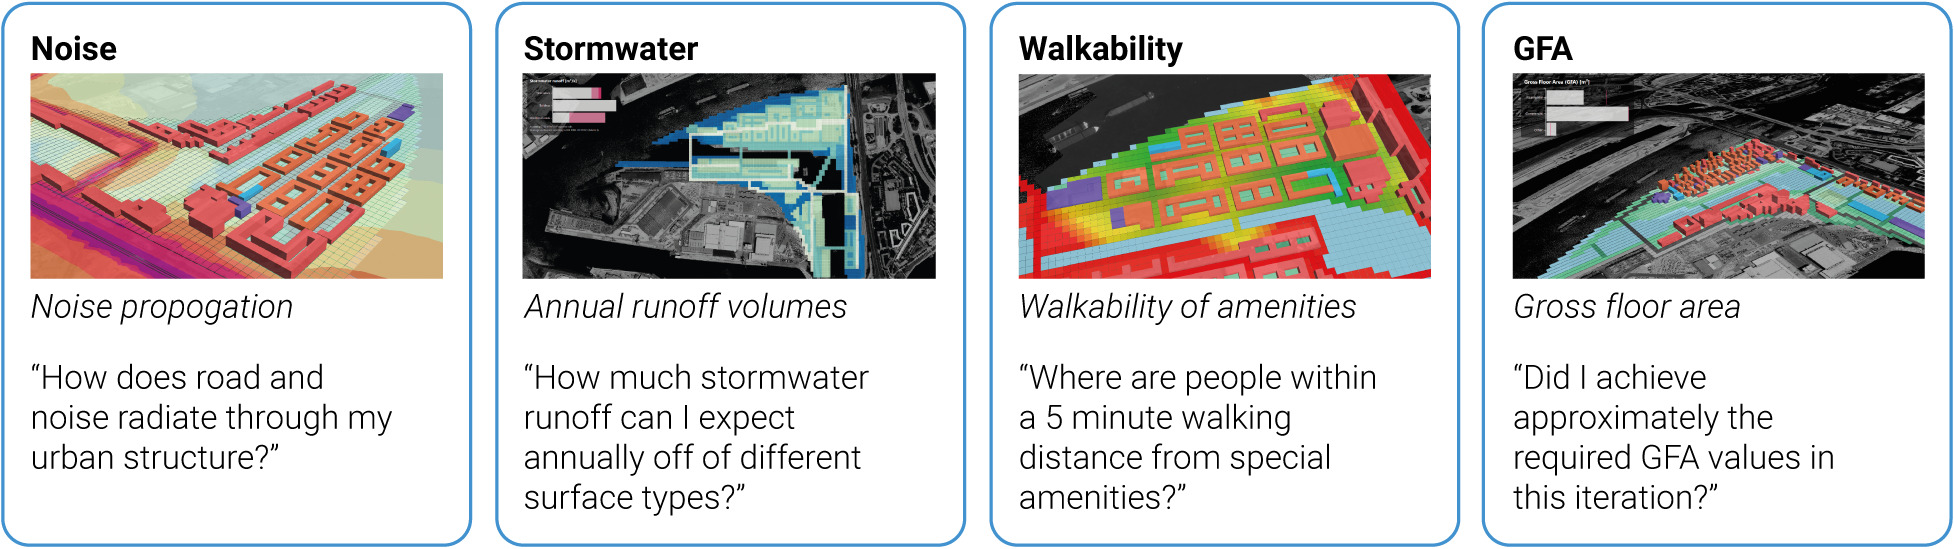 Noise
Noise propogation
“How does road and
noise radiate through my
urban structure?”
Stormwater
Stormwater runoff [m³/a]
Annual runoff volumes
“How much stormwater
runoff can I expect
annually off of different
surface types?”
Walkability
Walkability of amenities
“Where are people within
a 5 minute walking
distance from special
amenities?”
GFA
Gross Floor Area (GFA) [m²]
Gross floor area
“Did I achieve
approximately the
required GFA values in
this iteration?”